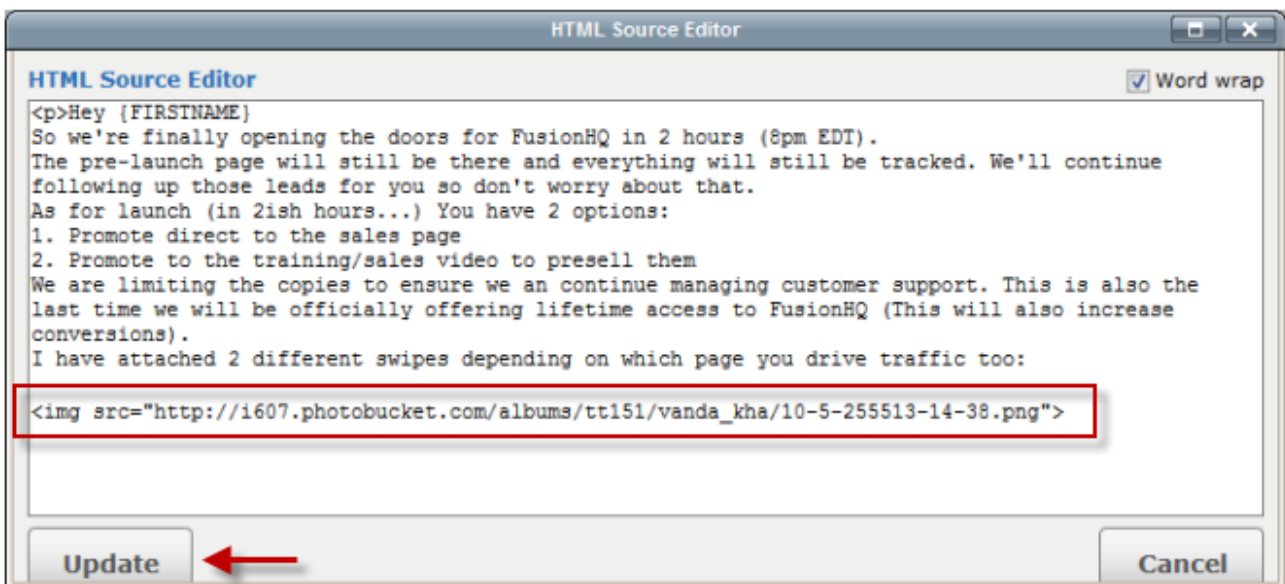 HTML Source Editor
HTML Source Editor
Word wrap
<p>Hey {FIRSTNAME}
So we're finally opening the doors for FusionHQ in 2 hours (8pm EDT).
The pre-launch page will still be there and everything will still be tracked. We'll continue
following up those leads for you so don't worry about that.
As for launch (in 2ish hours...) You have 2 options:
1. Promote direct to the sales page
2. Promote to the training/sales video to presell them
We are limiting the copies to ensure we an continue managing customer support. This is also the
last time we will be officially offering lifetime access to FusionHQ (This will also increase
conversions).
I have attached 2 different swipes depending on which page you drive traffic too:
<img src="http://i607.photobucket.com/albums/tt151/vanda_kha/10-5-255513-14-38.png">
Update
Cancel